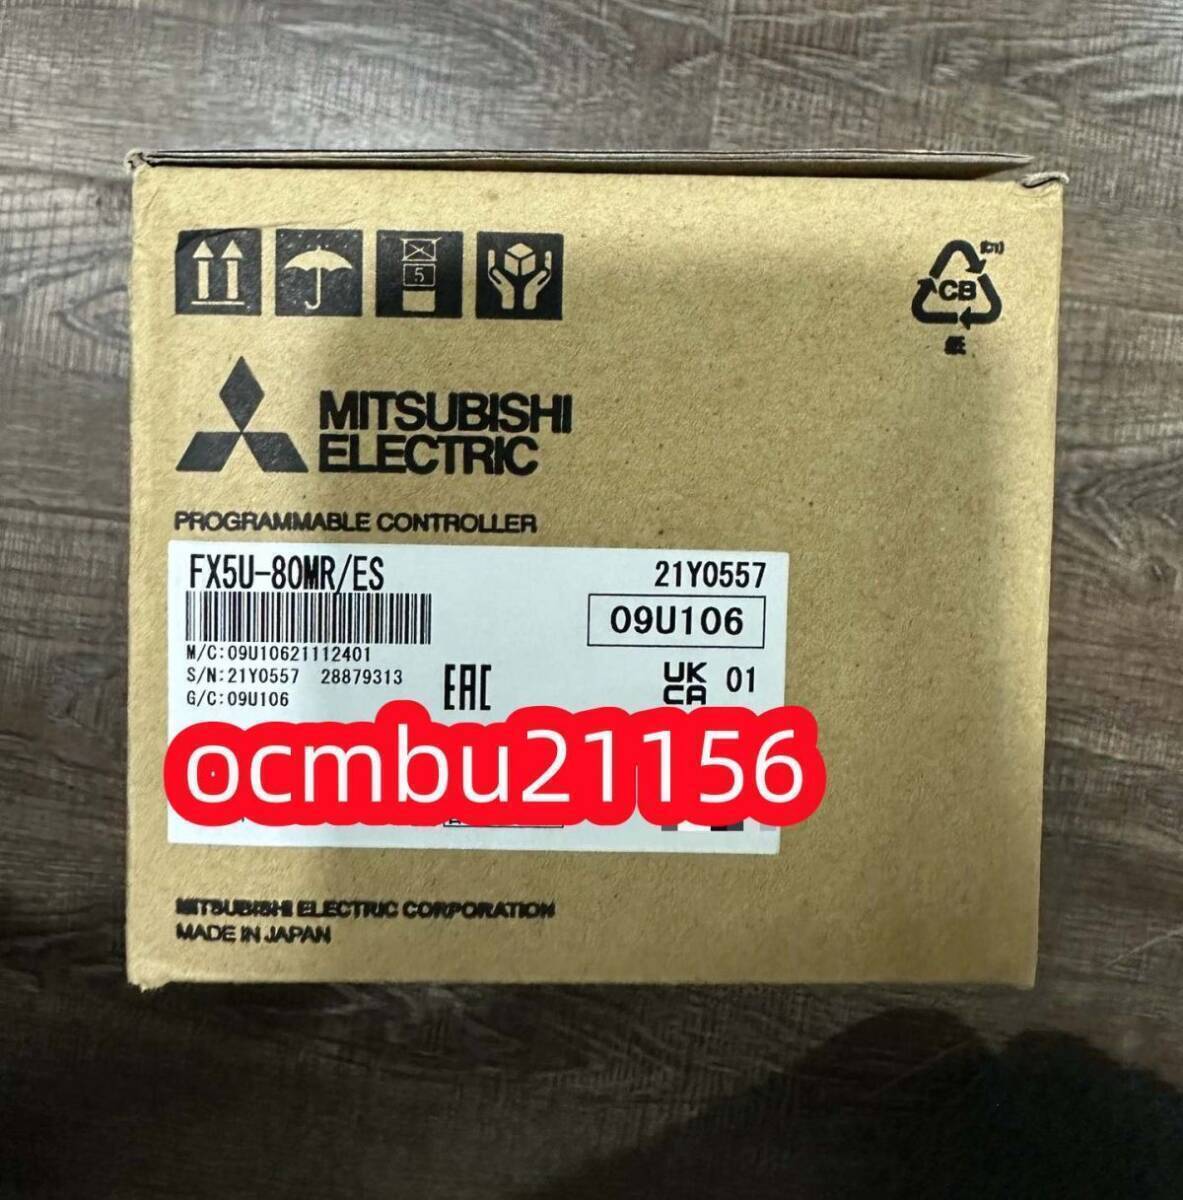 5
CB
紙
MITSUBISHI
ELECTRIC
PROGRAMMABLE CONTROLLER
FX5U-80MR/ES 21Y0557
09U106
M/C:09U10621112401
S/N:21Y0557 28879313
G/C:09U106
EAC
UK
CA 01
ocmbu21156
MITSUBISHI ELECTRIC CORPORATION
MADE IN JAPAN